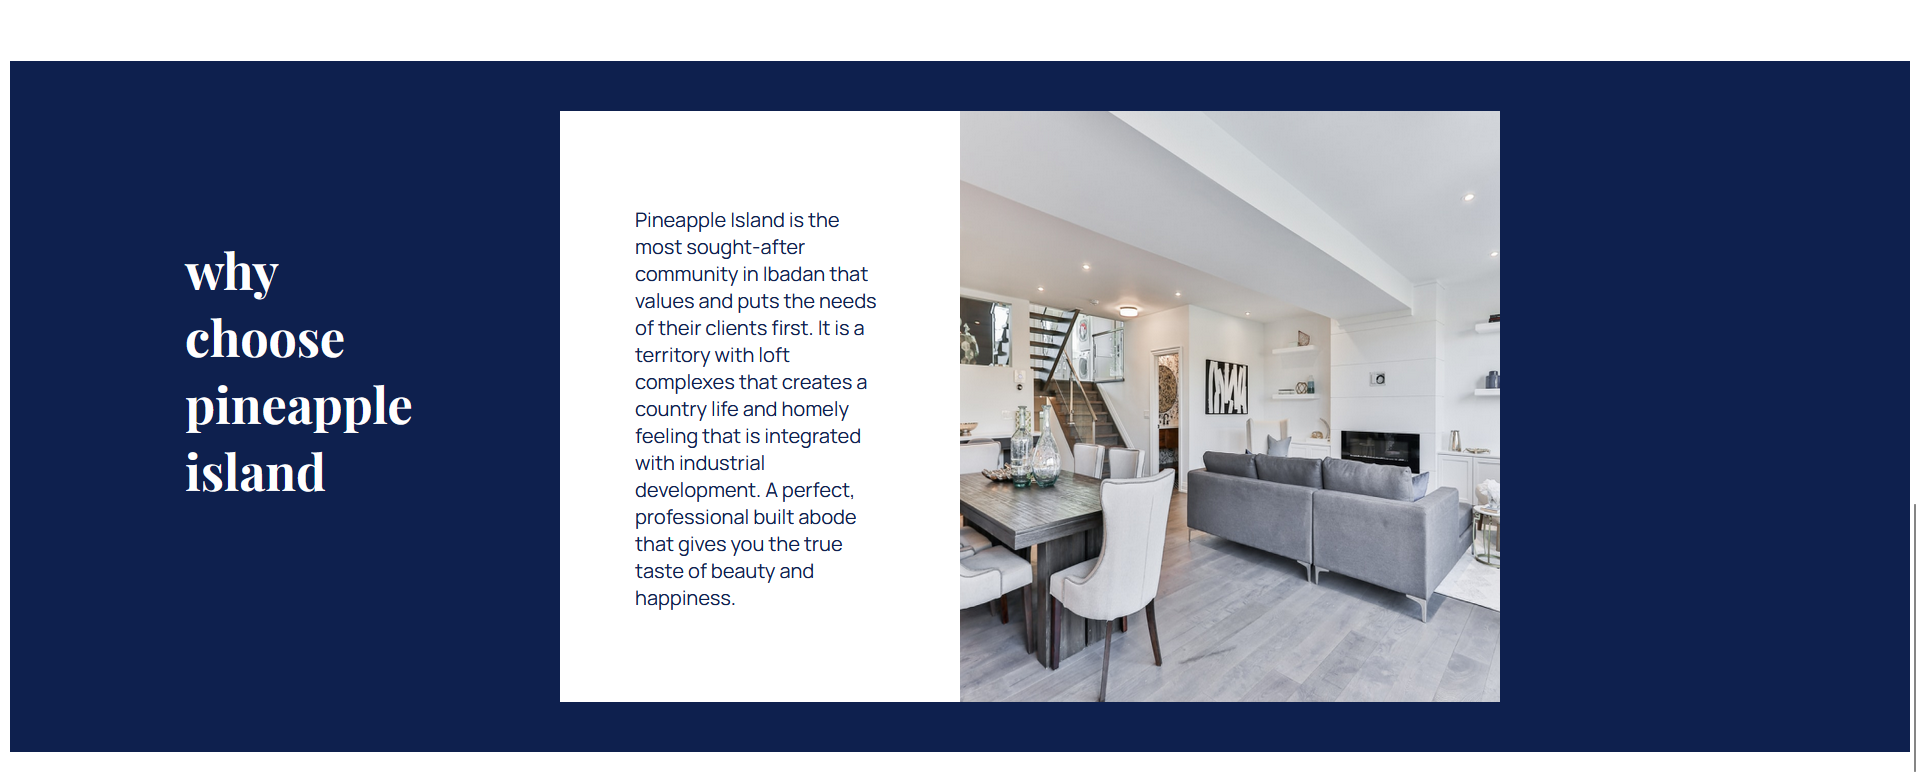 why
choose
pineapple
island
Pineapple Island is the
most sought-after
community in Ibadan that
values and puts the needs
of their clients first. It is a
territory with loft
complexes that creates a
country life and homely
feeling that is integrated
with industrial
development. A perfect,
professional built abode
that gives you the true
taste of beauty and
happiness.